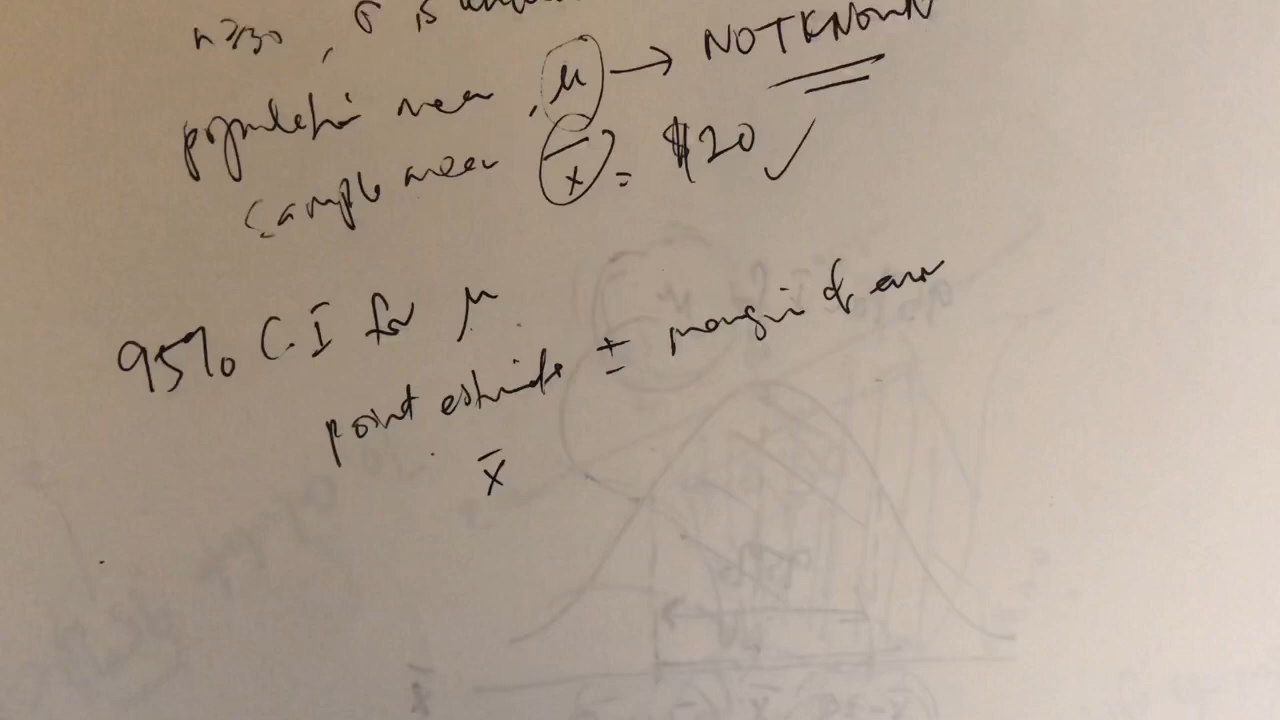 n ≥ 30, σ is
population mean, μ → NOT KNOWN
sample mean x̄ = $20 ✓
95% C.I for μ
point estimate ± margin of error
x̄